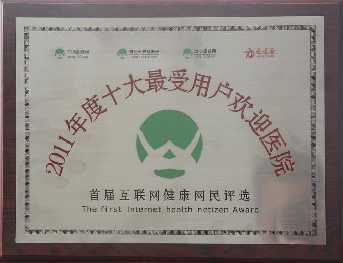 2011年度十大最受用户欢迎医院
首届互联网健康网民评选
The first Internet health netizen Award